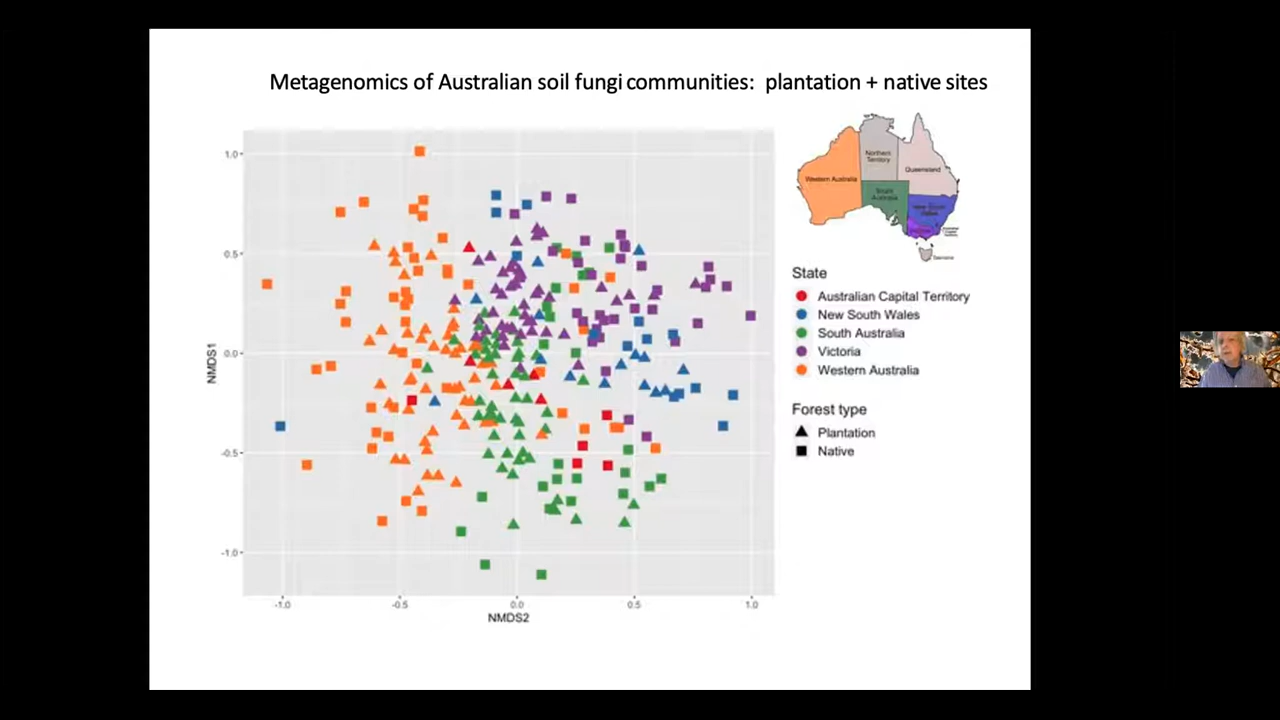 Metagenomics of Australian soil fungi communities: plantation + native sites
Northern
Territory
Western Australia
Queensland
South
Australia
Tasmania
1.0
0.5
0.0
-0.5
-1.0
NMDS1
-1.0
-0.5
0.0
0.5
1.0
NMDS2
State
Australian Capital Territory
New South Wales
South Australia
Victoria
Western Australia
Forest type
Plantation
Native